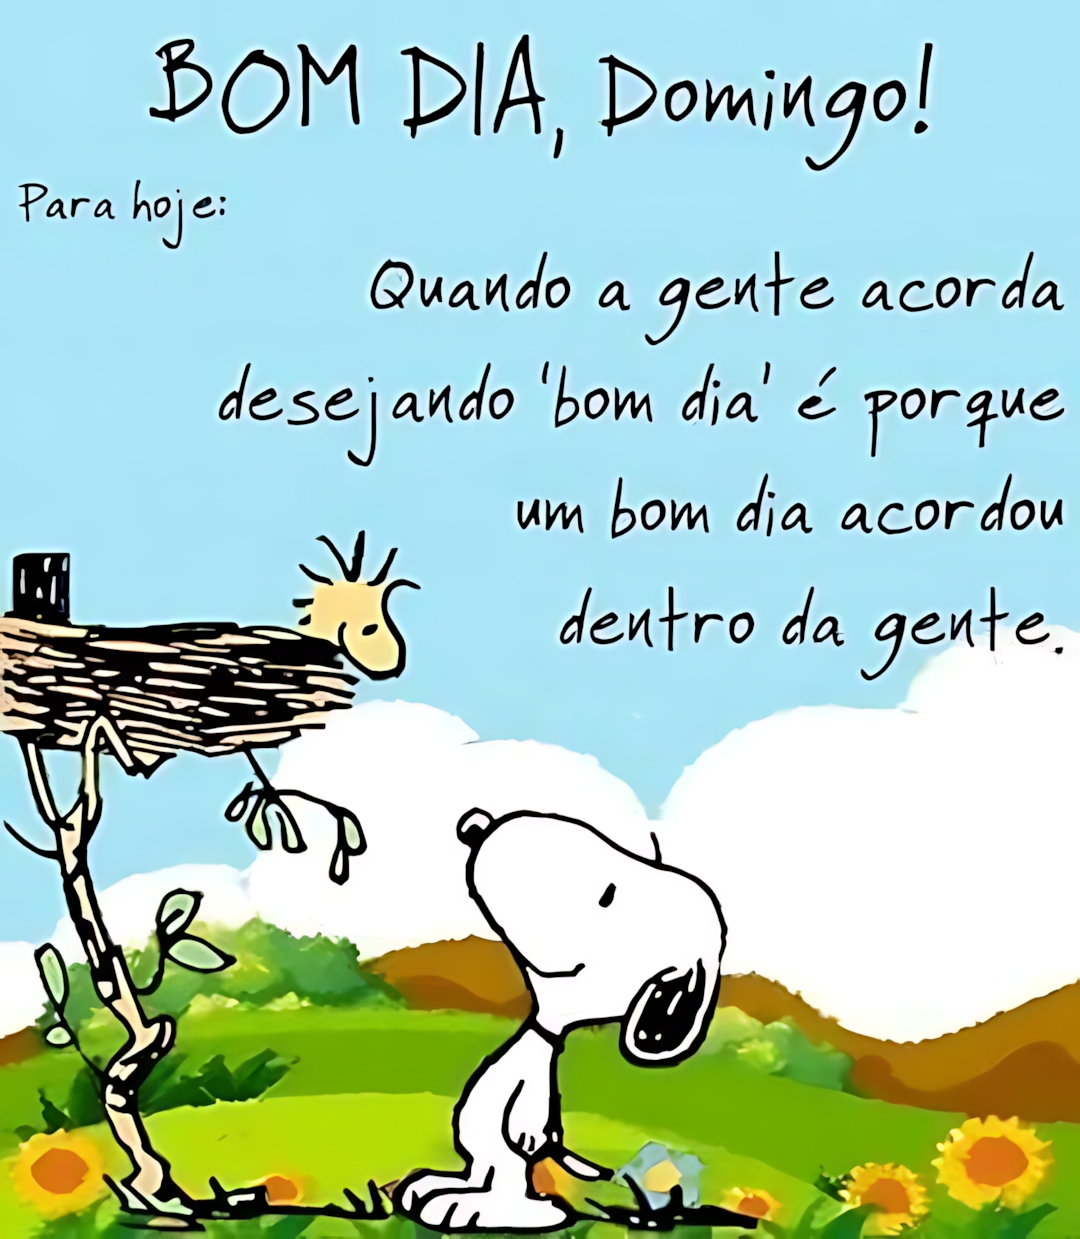 BOM DIA, Domingo!
Para hoje:
Quando a gente acorda
desejando 'bom dia' é porque
um bom dia acordou
dentro da gente.